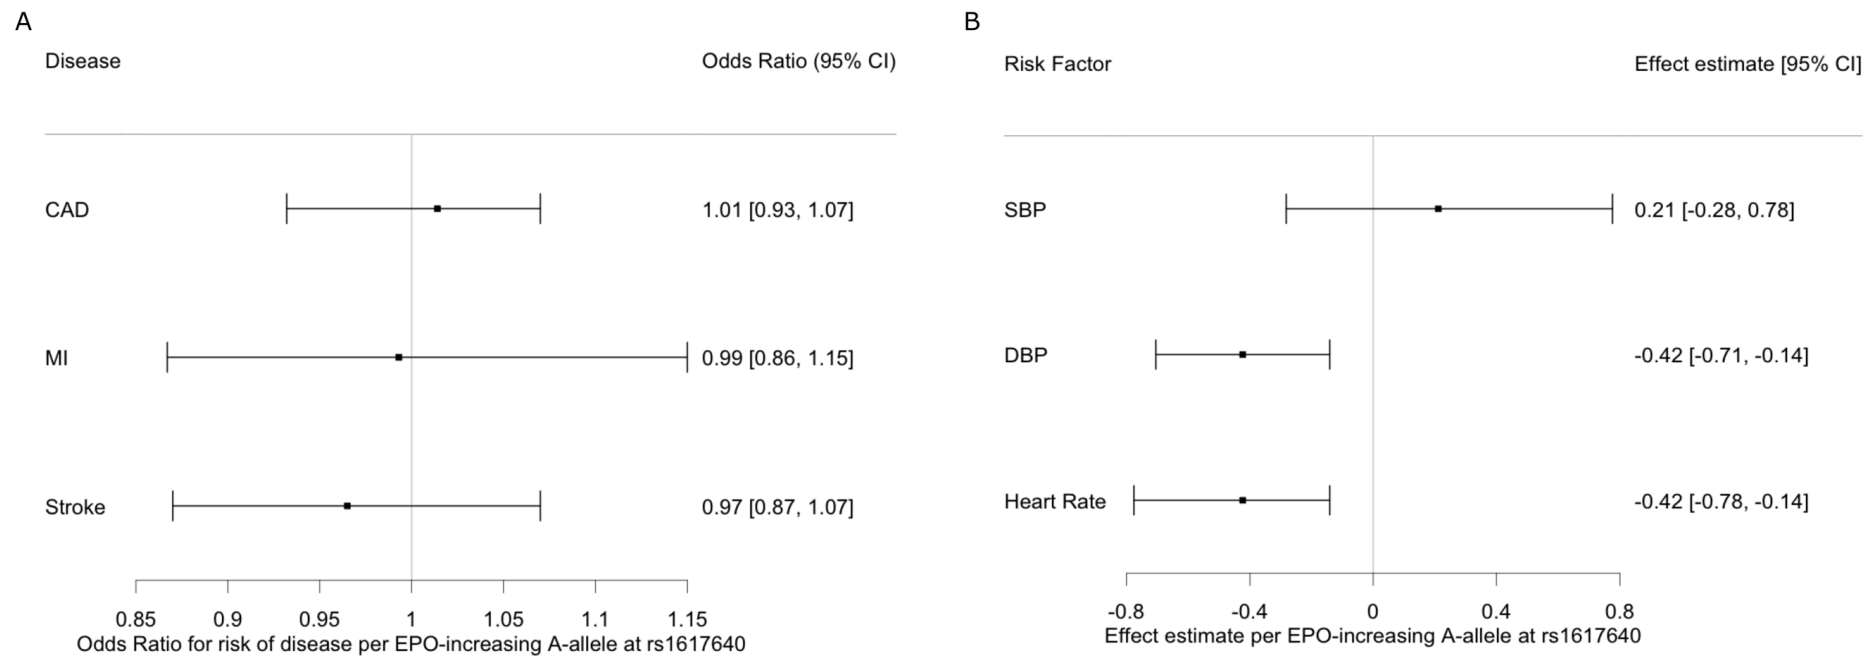 A
Disease Odds Ratio (95% CI)
CAD 1.01 [0.93, 1.07]
MI 0.99 [0.86, 1.15]
Stroke 0.97 [0.87, 1.07]
0.85 0.9 0.95 1 1.05 1.1 1.15
Odds Ratio for risk of disease per EPO-increasing A-allele at rs1617640
B
Risk Factor Effect estimate [95% CI]
SBP 0.21 [-0.28, 0.78]
DBP -0.42 [-0.71, -0.14]
Heart Rate -0.42 [-0.78, -0.14]
-0.8 -0.4 0 0.4 0.8
Effect estimate per EPO-increasing A-allele at rs1617640